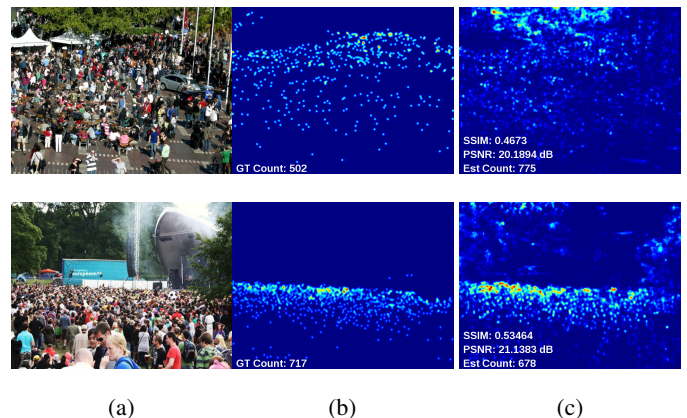 GT Count: 502
SSIM: 0.4673
PSNR: 20.1894 dB
Est Count: 775
GT Count: 717
SSIM: 0.53464
PSNR: 21.1383 dB
Est Count: 678
(a)
(b)
(c)